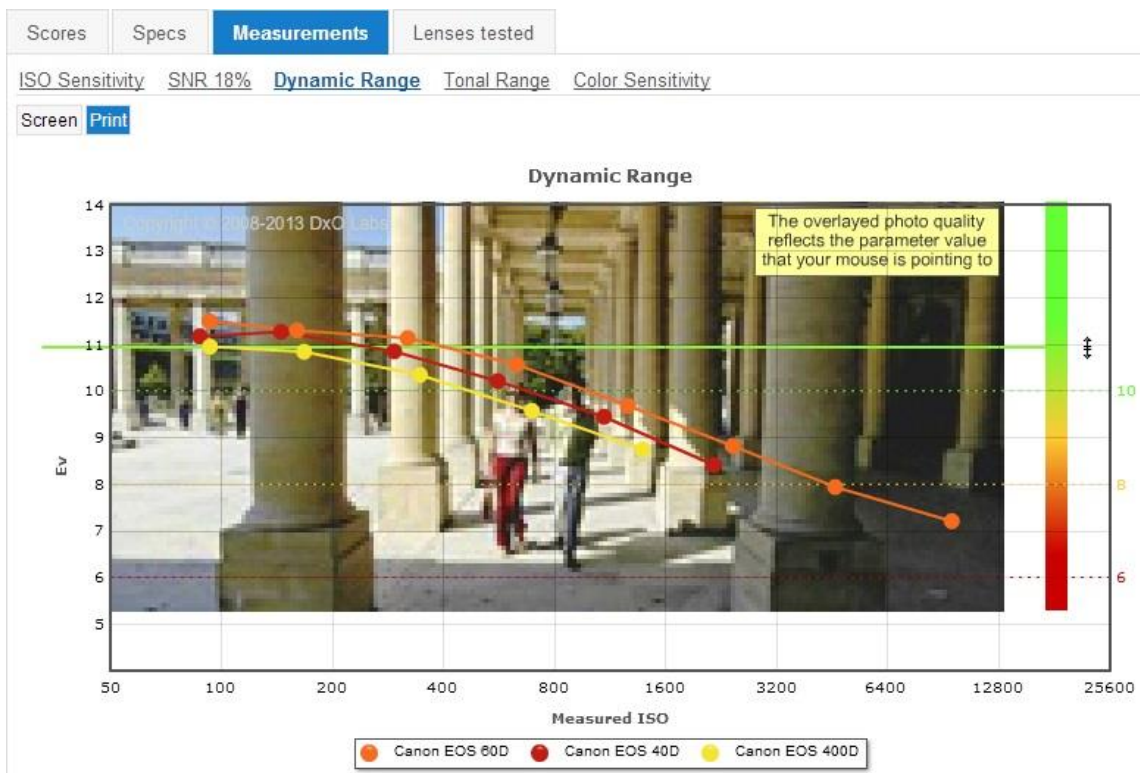 Scores Specs Measurements Lenses tested
ISO Sensitivity SNR 18% Dynamic Range Tonal Range Color Sensitivity
Screen Print
Dynamic Range
Copyright © 2008-2013 DxO Labs
The overlayed photo quality
reflects the parameter value
that your mouse is pointing to
14
13
12
11
10
9
8
7
6
5
10
8
6
Ev
50 100 200 400 800 1600 3200 6400 12800 25600
Measured ISO
Canon EOS 60D Canon EOS 40D Canon EOS 400D